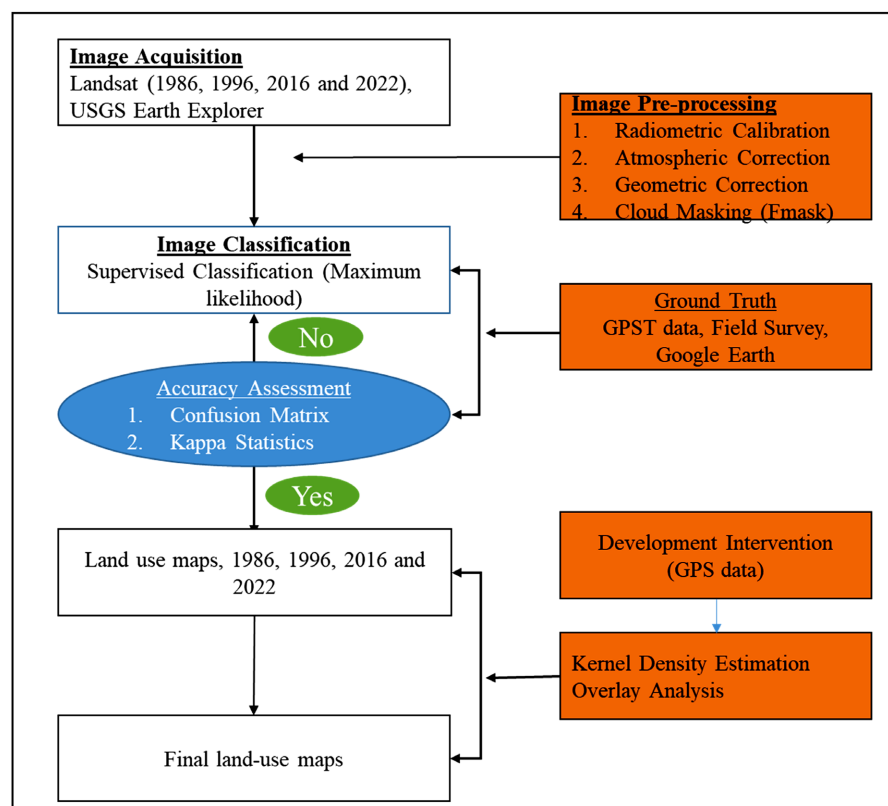 Image Acquisition
Landsat (1986, 1996, 2016 and 2022),
USGS Earth Explorer
Image Pre-processing
1. Radiometric Calibration
2. Atmospheric Correction
3. Geometric Correction
4. Cloud Masking (Fmask)
Image Classification
Supervised Classification (Maximum
likelihood)
Ground Truth
GPST data, Field Survey,
Google Earth
No
Accuracy Assessment
1. Confusion Matrix
2. Kappa Statistics
Yes
Land use maps, 1986, 1996, 2016 and
2022
Development Intervention
(GPS data)
Kernel Density Estimation
Overlay Analysis
Final land-use maps